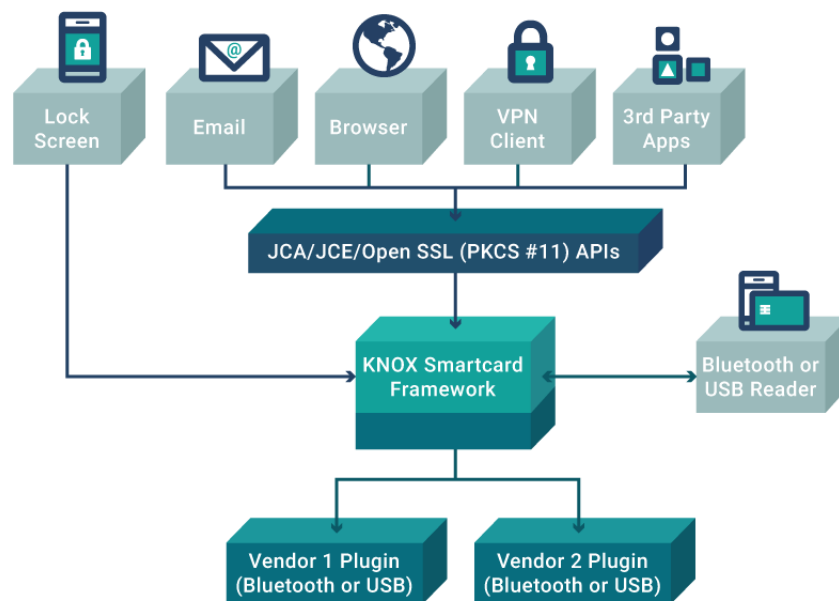 @
Lock
Screen
Email
Browser
VPN
Client
3rd Party
Apps
JCA/JCE/Open SSL (PKCS #11) APIs
KNOX Smartcard
Framework
Bluetooth or
USB Reader
Vendor 1 Plugin
(Bluetooth or USB)
Vendor 2 Plugin
(Bluetooth or USB)